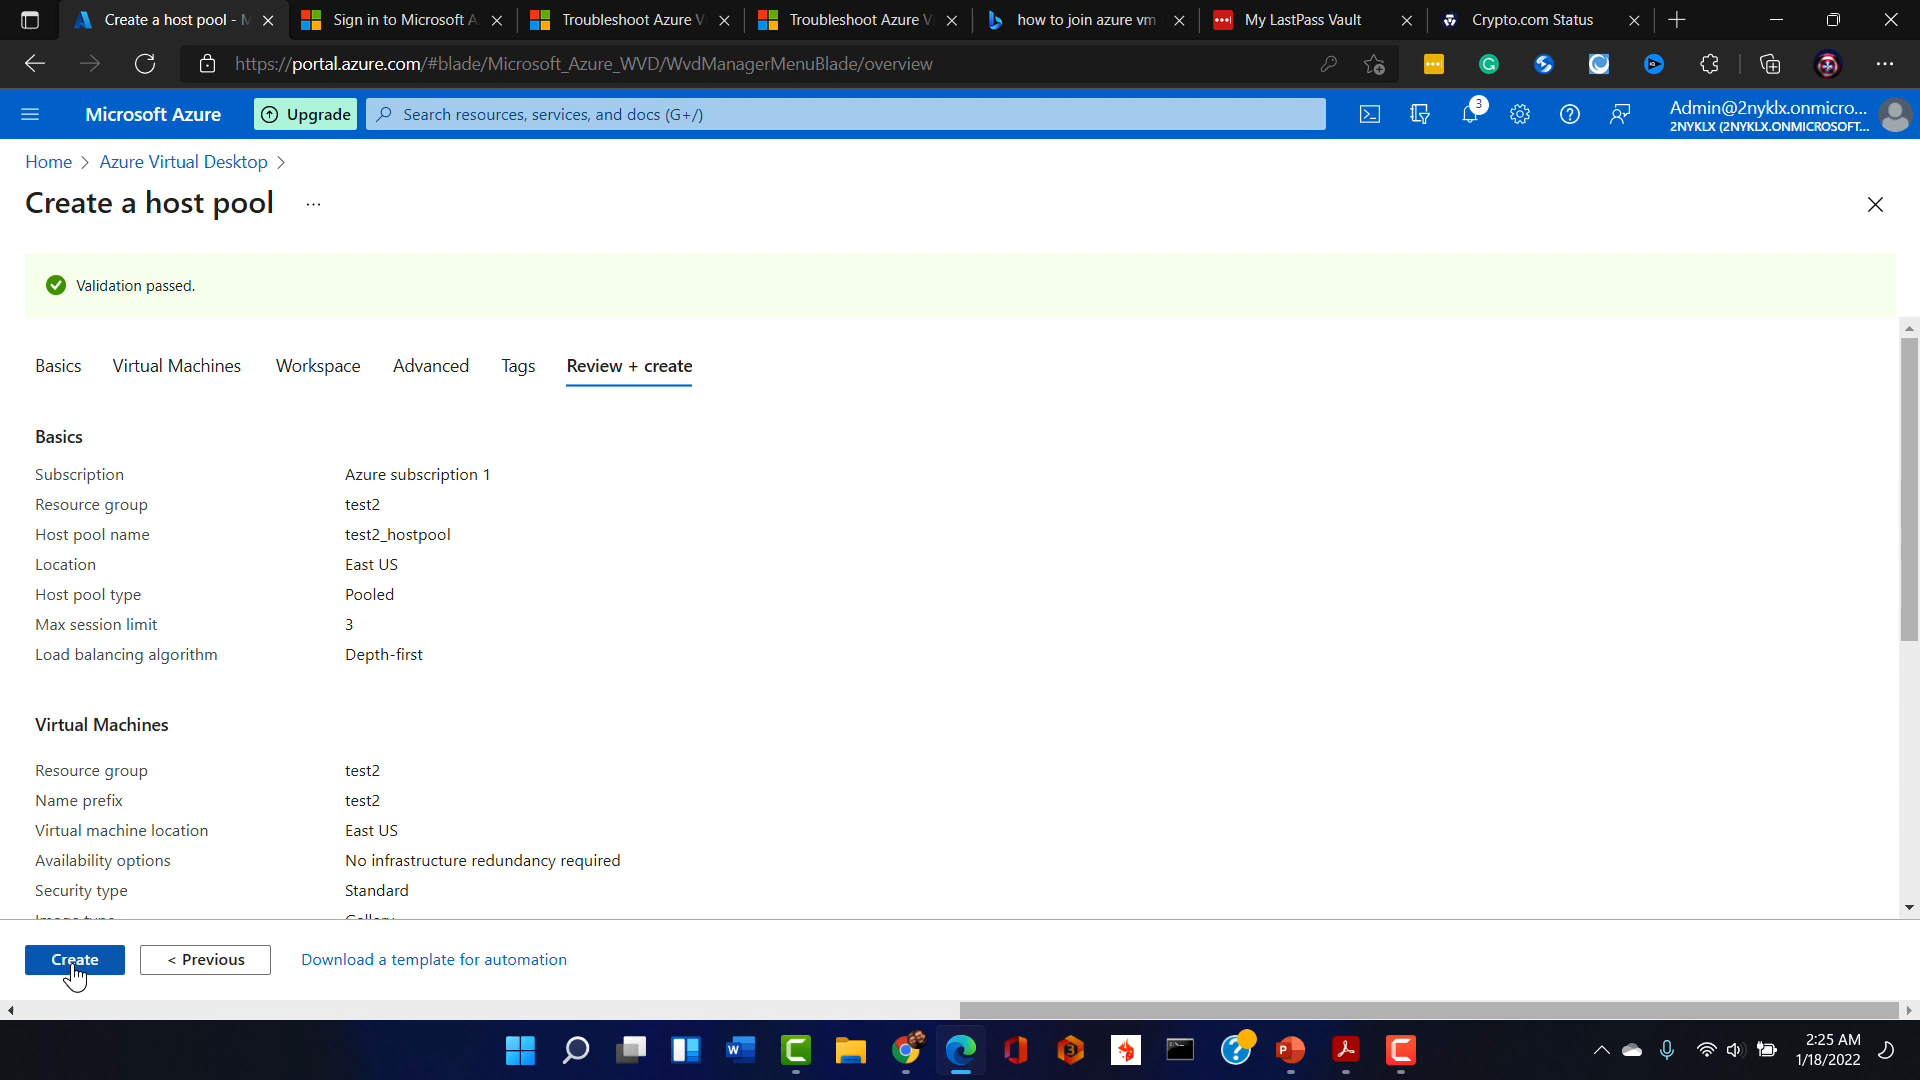 Create a host pool - M
Sign in to Microsoft A
Troubleshoot Azure V
Troubleshoot Azure V
how to join azure vm
My LastPass Vault
Crypto.com Status
https://portal.azure.com/#blade/Microsoft_Azure_WVD/WvdManagerMenuBlade/overview
Microsoft Azure
Upgrade
Search resources, services, and docs (G+/)
3
Admin@2nyklx.onmicro...
2NYKLX (2NYKLX.ONMICROSOFT...
Home > Azure Virtual Desktop >
Create a host pool ...
Validation passed.
Basics Virtual Machines Workspace Advanced Tags Review + create
Basics
Subscription Azure subscription 1
Resource group test2
Host pool name test2_hostpool
Location East US
Host pool type Pooled
Max session limit 3
Load balancing algorithm Depth-first
Virtual Machines
Resource group test2
Name prefix test2
Virtual machine location East US
Availability options No infrastructure redundancy required
Security type Standard
Image type Gallery
Create
< Previous
Download a template for automation
2:25 AM
1/18/2022